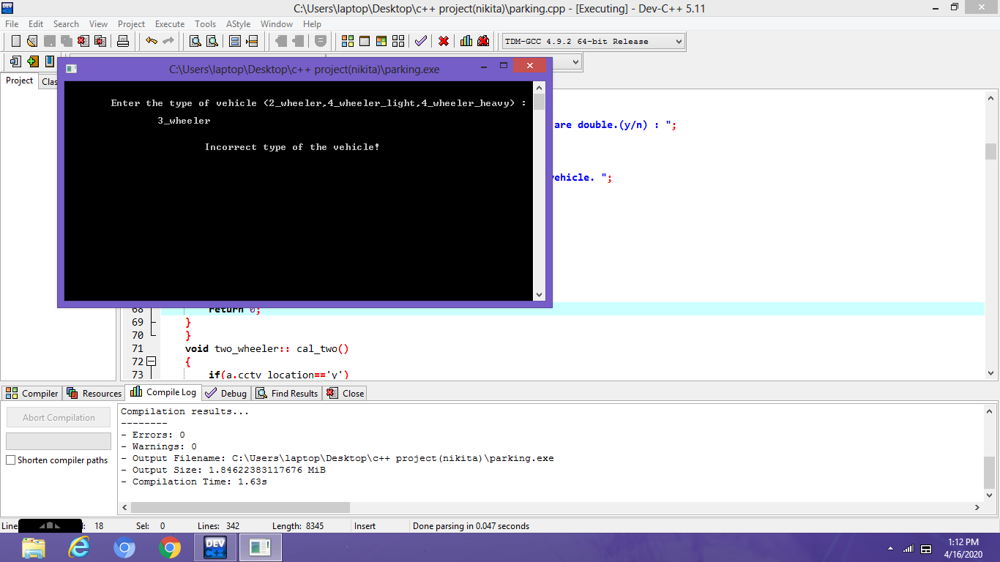 C:\Users\laptop\Desktop\c++ project(nikita)\parking.cpp - [Executing] - Dev-C++ 5.11
File Edit Search View Project Execute Tools AStyle Window Help
TDM-GCC 4.9.2 64-bit Release
C:\Users\laptop\Desktop\c++ project(nikita)\parking.exe
Project Clas
Enter the type of vehicle (2_wheeler,4_wheeler_light,4_wheeler_heavy) :
3_wheeler
Incorrect type of the vehicle!
are double.(y/n) : ";
vehicle. ";
68 return 0;
69 }
70 }
71 void two_wheeler:: cal_two()
72 {
73 if(a.cctv_location=='y')
Compiler Resources Compile Log Debug Find Results Close
Abort Compilation
Shorten compiler paths
Compilation results...
--------
- Errors: 0
- Warnings: 0
- Output Filename: C:\Users\laptop\Desktop\c++ project(nikita)\parking.exe
- Output Size: 1.84622383117676 MiB
- Compilation Time: 1.63s
Line: 18 Sel: 0 Lines: 342 Length: 8345 Insert Done parsing in 0.047 seconds
DEV C++
1:12 PM
4/16/2020